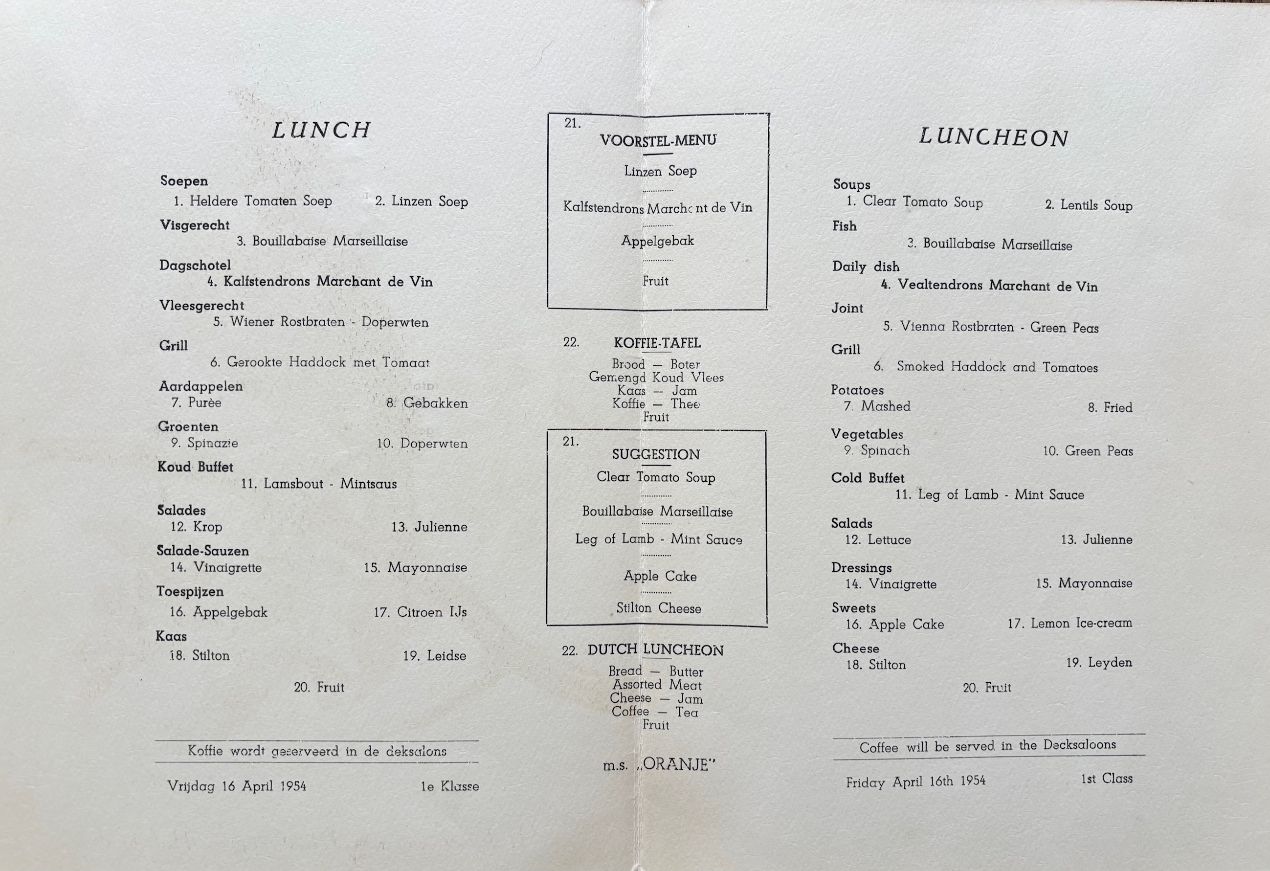 LUNCH
Soepen
1. Heldere Tomaten Soep 2. Linzen Soep
Visgerecht
3. Bouillabaise Marseillaise
Dagschotel
4. Kalfstendrons Marchant de Vin
Vleesgerecht
5. Wiener Rostbraten - Doperwten
Grill
6. Gerookte Haddock met Tomaat
Aardappelen
7. Purèe 8. Gebakken
Groenten
9. Spinazie 10. Doperwten
Koud Buffet
11. Lamsbout - Mintsaus
Salades
12. Krop 13. Julienne
Salade-Sauzen
14. Vinaigrette 15. Mayonnaise
Toespijzen
16. Appelgebak 17. Citroen IJs
Kaas
18. Stilton 19. Leidse
20. Fruit
Koffie wordt geserveerd in de deksalons
Vrijdag 16 April 1954 1e Klasse
21.
VOORSTEL-MENU
Linzen Soep
Kalfstendrons Marchant de Vin
Appelgebak
Fruit
22. KOFFIE-TAFEL
Brood — Boter
Gemengd Koud Vlees
Kaas — Jam
Koffie — Thee
Fruit
21.
SUGGESTION
Clear Tomato Soup
Bouillabaise Marseillaise
Leg of Lamb - Mint Sauce
Apple Cake
Stilton Cheese
22. DUTCH LUNCHEON
Bread — Butter
Assorted Meat
Cheese — Jam
Coffee — Tea
Fruit
m.s. „ORANJE"
LUNCHEON
Soups
1. Clear Tomato Soup 2. Lentils Soup
Fish
3. Bouillabaise Marseillaise
Daily dish
4. Vealtendrons Marchant de Vin
Joint
5. Vienna Rostbraten - Green Peas
Grill
6. Smoked Haddock and Tomatoes
Potatoes
7. Mashed 8. Fried
Vegetables
9. Spinach 10. Green Peas
Cold Buffet
11. Leg of Lamb - Mint Sauce
Salads
12. Lettuce 13. Julienne
Dressings
14. Vinaigrette 15. Mayonnaise
Sweets
16. Apple Cake 17. Lemon Ice-cream
Cheese
18. Stilton 19. Leyden
20. Fruit
Coffee will be served in the Decksaloons
Friday April 16th 1954 1st Class